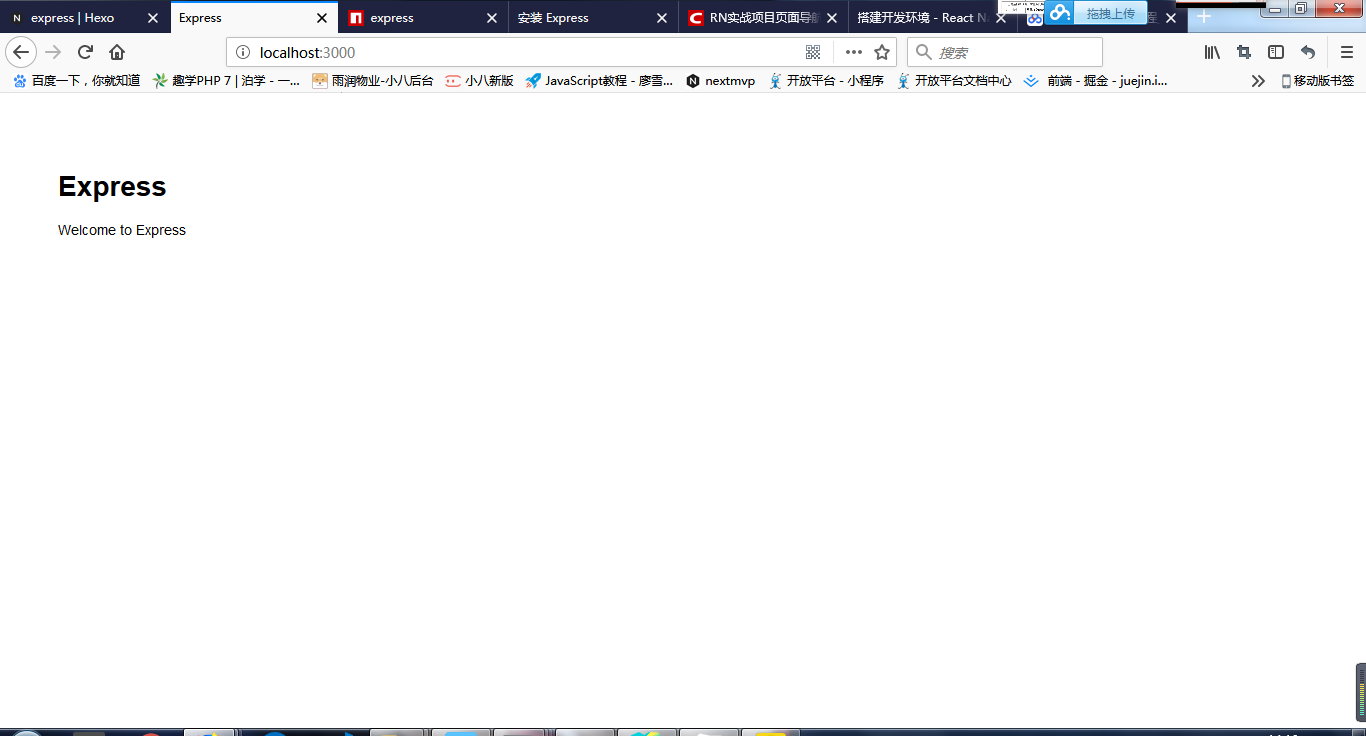 express | Hexo
Express
express
安装 Express
RN实战项目页面导航
搭建开发环境 - React N
拖拽上传
程
localhost:3000
搜索
百度一下，你就知道
趣学PHP 7 | 泊学 - 一...
雨润物业-小八后台
小八新版
JavaScript教程 - 廖雪...
nextmvp
开放平台 - 小程序
开放平台文档中心
前端 - 掘金 - juejin.i...
移动版书签
Express
Welcome to Express